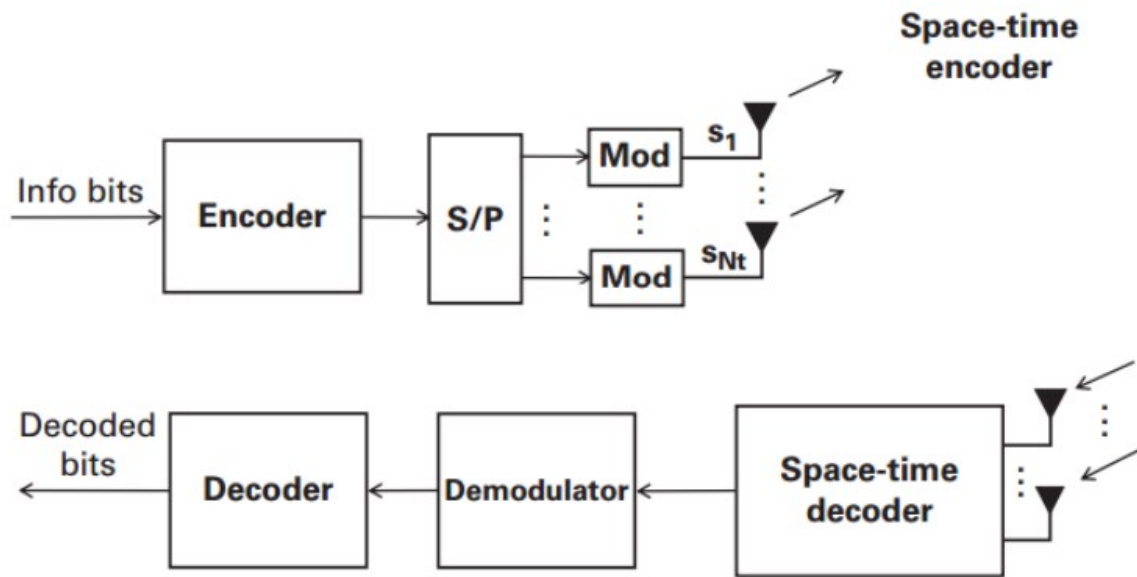 Space-time
encoder
Info bits
Encoder
S/P
Mod
s1
Mod
sNt
Decoded
bits
Decoder
Demodulator
Space-time
decoder